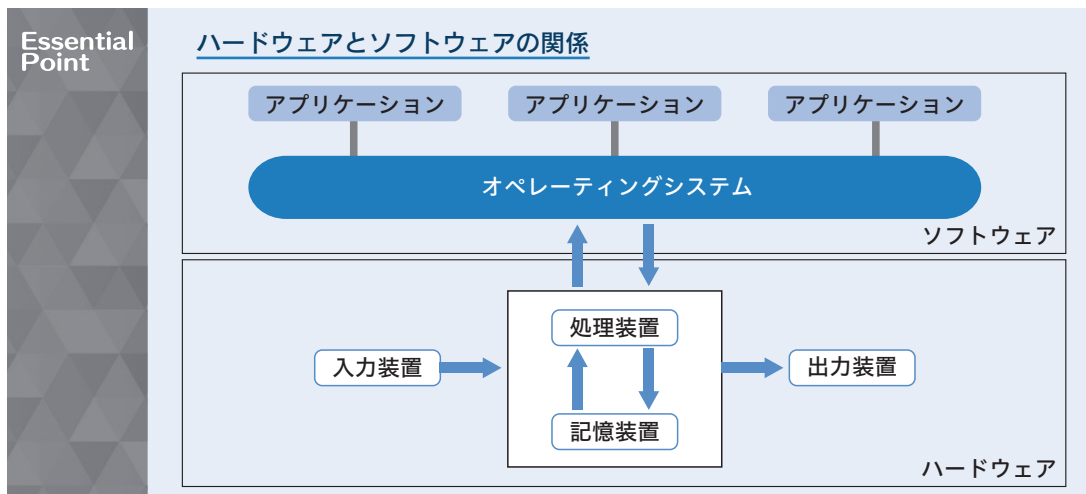 Essential
Point
ハードウェアとソフトウェアの関係
アプリケーション
アプリケーション
アプリケーション
オペレーティングシステム
ソフトウェア
処理装置
入力装置
出力装置
記憶装置
ハードウェア